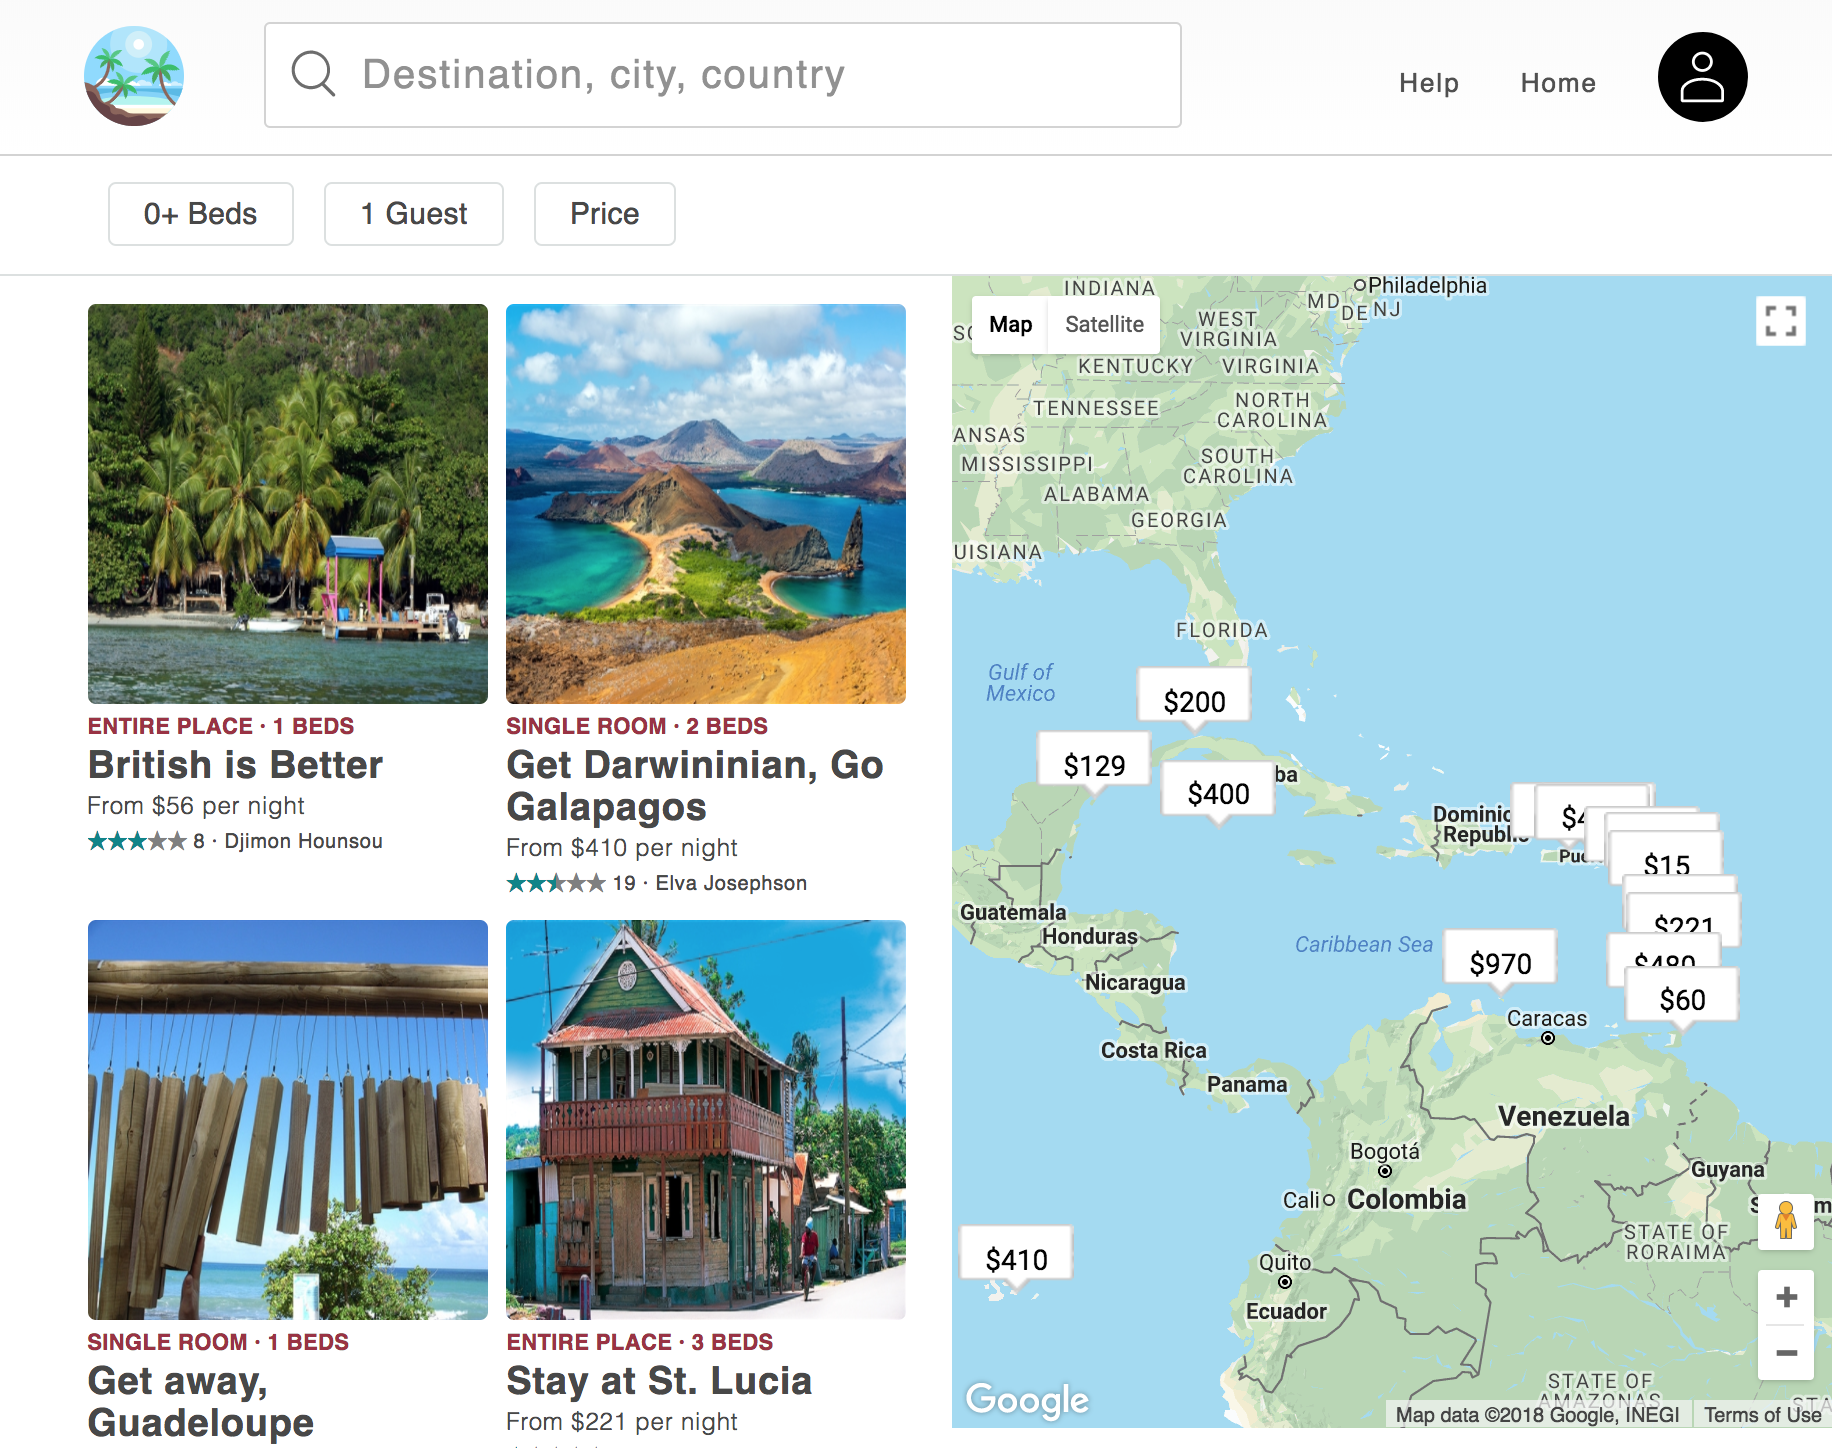 Destination, city, country
Help
Home
0+ Beds
1 Guest
Price
ENTIRE PLACE · 1 BEDS
British is Better
From $56 per night
8 · Djimon Hounsou
SINGLE ROOM · 2 BEDS
Get Darwininian, Go
Galapagos
From $410 per night
19 · Elva Josephson
SINGLE ROOM · 1 BEDS
Get away,
Guadeloupe
ENTIRE PLACE · 3 BEDS
Stay at St. Lucia
From $221 per night
Map
Satellite
INDIANA
Philadelphia
MD
DE
NJ
WEST
VIRGINIA
KENTUCKY
VIRGINIA
TENNESSEE
NORTH
CAROLINA
ANSAS
MISSISSIPPI
SOUTH
CAROLINA
ALABAMA
GEORGIA
UISIANA
FLORIDA
Gulf of
Mexico
$200
$129
$400
ba
Dominic
Republic
$4
$15
$221
$480
$60
$970
Guatemala
Honduras
Caribbean Sea
Nicaragua
Caracas
Costa Rica
Panama
Venezuela
Bogotá
Guyana
Cali
Colombia
STATE OF
RORAIMA
$410
Quito
Ecuador
STATE OF
AMAZONAS
Google
Map data ©2018 Google, INEGI
Terms of Use